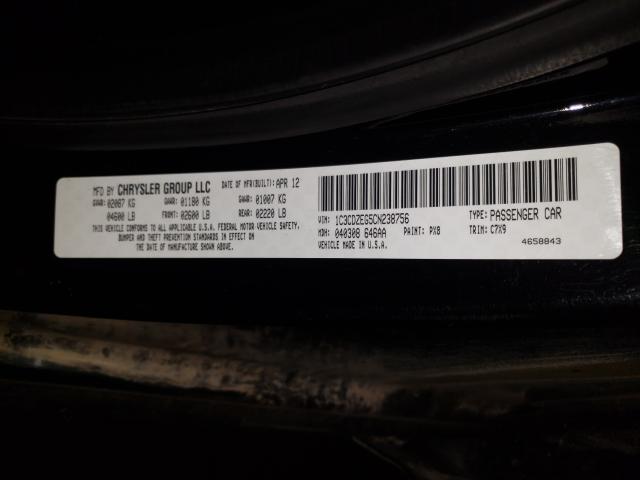 MFD BY CHRYSLER GROUP LLC DATE OF MFR(BUILT): APR 12
GVWR: 02087 KG GAWR: 01180 KG GAWR: 01007 KG
04600 LB FRONT: 02600 LB REAR: 02220 LB
THIS VEHICLE CONFORMS TO ALL APPLICABLE U.S.A. FEDERAL MOTOR VEHICLE SAFETY,
BUMPER AND THEFT PREVENTION STANDARDS IN EFFECT ON
THE DATE OF MANUFACTURE SHOWN ABOVE.
VIN: 1C3CDZEG5CN238756 TYPE: PASSENGER CAR
MDH: 040308 646AA PAINT: PX8 TRIM: C7X9
VEHICLE MADE IN U.S.A. 4658843